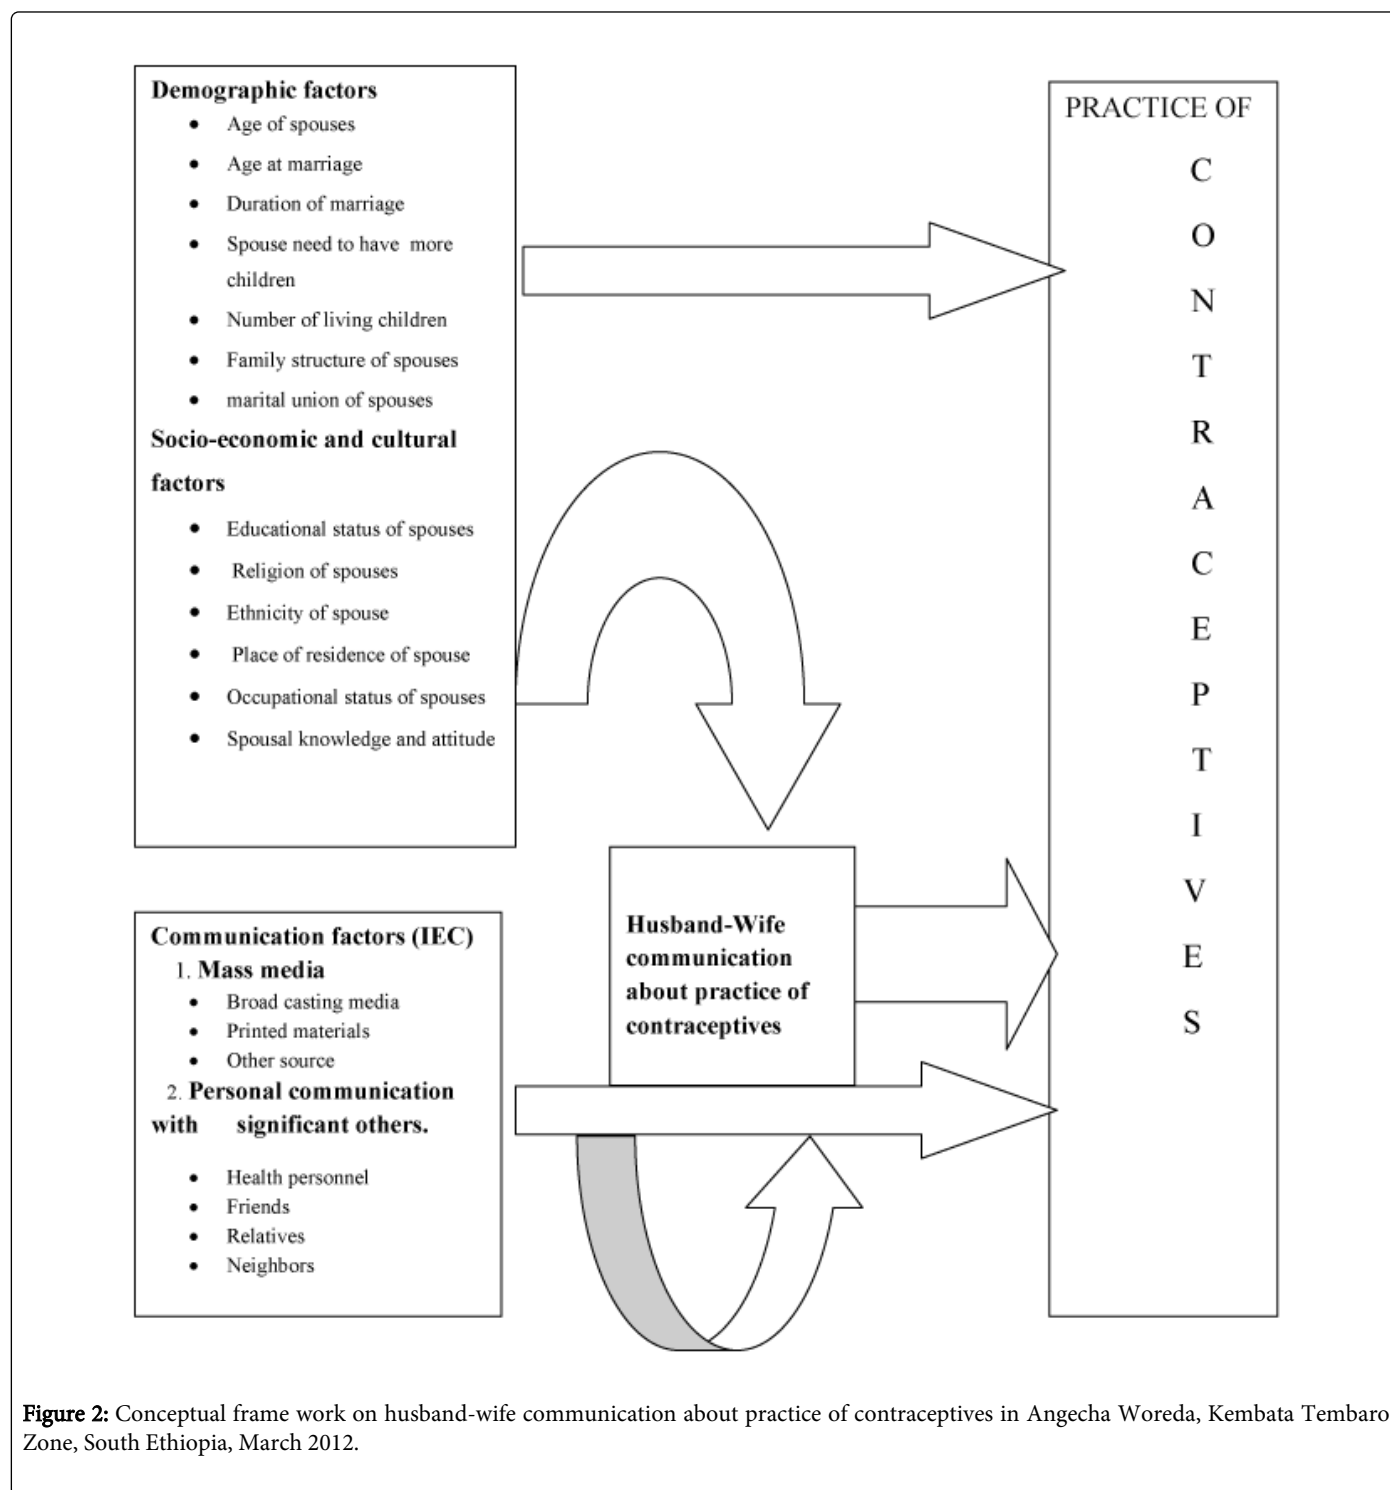 Demographic factors
• Age of spouses
• Age at marriage
• Duration of marriage
• Spouse need to have more
children
• Number of living children
• Family structure of spouses
• marital union of spouses
Socio-economic and cultural
factors
• Educational status of spouses
• Religion of spouses
• Ethnicity of spouse
• Place of residence of spouse
• Occupational status of spouses
• Spousal knowledge and attitude
Communication factors (IEC)
1. Mass media
• Broad casting media
• Printed materials
• Other source
2. Personal communication
with significant others.
• Health personnel
• Friends
• Relatives
• Neighbors
Husband-Wife
communication
about practice of
contraceptives
PRACTICE OF
C
O
N
T
R
A
C
E
P
T
I
V
E
S
Figure 2: Conceptual frame work on husband-wife communication about practice of contraceptives in Angecha Woreda, Kembata Tembaro
Zone, South Ethiopia, March 2012.